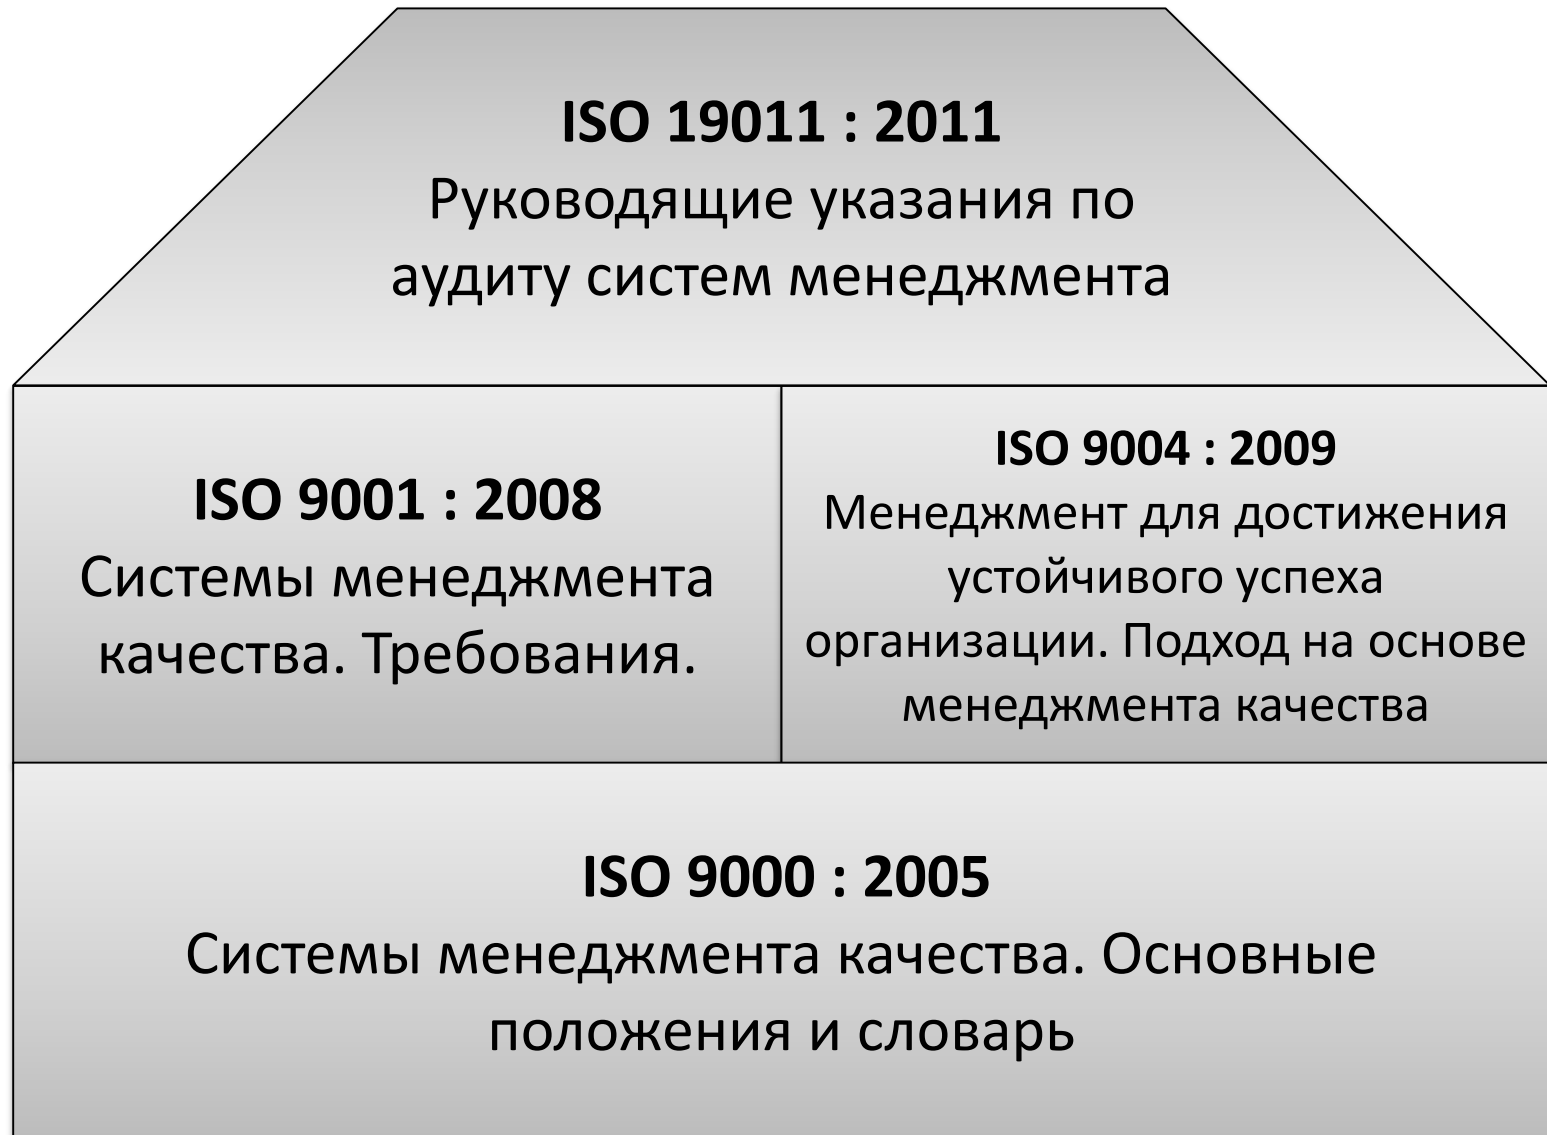 ISO 19011 : 2011
Руководящие указания по
аудиту систем менеджмента
ISO 9001 : 2008
Системы менеджмента
качества. Требования.
ISO 9004 : 2009
Менеджмент для достижения
устойчивого успеха
организации. Подход на основе
менеджмента качества
ISO 9000 : 2005
Системы менеджмента качества. Основные
положения и словарь